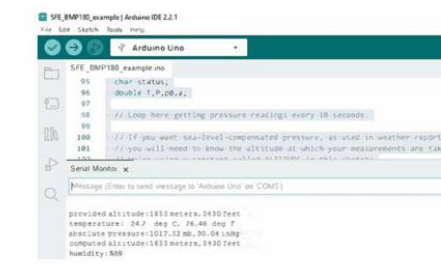 SFE_BMP180_example | Arduino IDE 2.2.1
File Edit Sketch Tools Help
Arduino Uno
SFE_BMP180_example.ino
95 char status;
96 double T,P,p0,a;
97
98 // Loop here getting pressure readings every 10 seconds.
99
100 // If you want sea-level-compensated pressure, as used in weather report
101 // you will need to know the altitude at which your measurements are tak
Serial Monitor x
Message (Enter to send message to 'Arduino Uno' on 'COM5')
provided altitude:1655 meters, 5430 feet
temperature: 24.7 deg C, 76.46 deg F
absolute pressure:1017.32 mb, 30.04 inHg
computed altitude:1655 meters, 5430 feet
humidity:%69